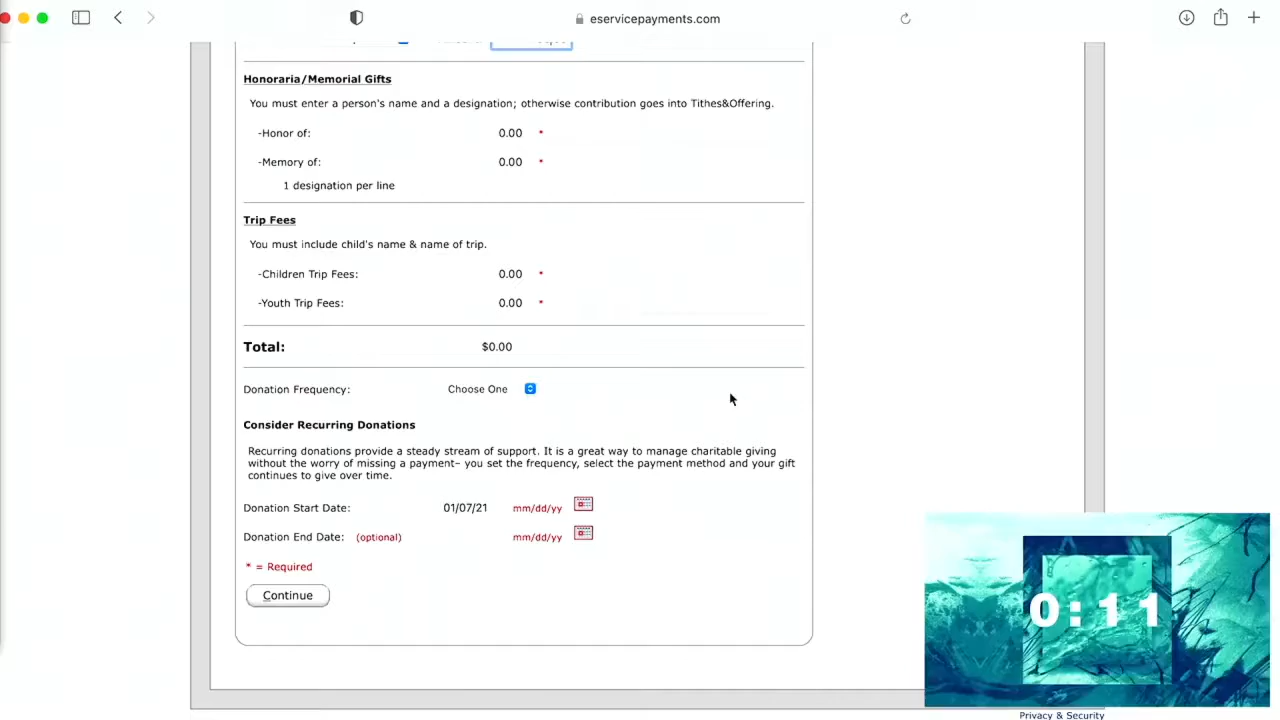 eservicepayments.com
Honoraria/Memorial Gifts
You must enter a person's name and a designation; otherwise contribution goes into Tithes&Offering.
-Honor of: 0.00 *
-Memory of: 0.00 *
1 designation per line
Trip Fees
You must include child's name & name of trip.
-Children Trip Fees: 0.00 *
-Youth Trip Fees: 0.00 *
Total: $0.00
Donation Frequency: Choose One
Consider Recurring Donations
Recurring donations provide a steady stream of support. It is a great way to manage charitable giving
without the worry of missing a payment– you set the frequency, select the payment method and your gift
continues to give over time.
Donation Start Date: 01/07/21 mm/dd/yy
Donation End Date: (optional) mm/dd/yy
* = Required
Continue
0:11
Privacy & Security